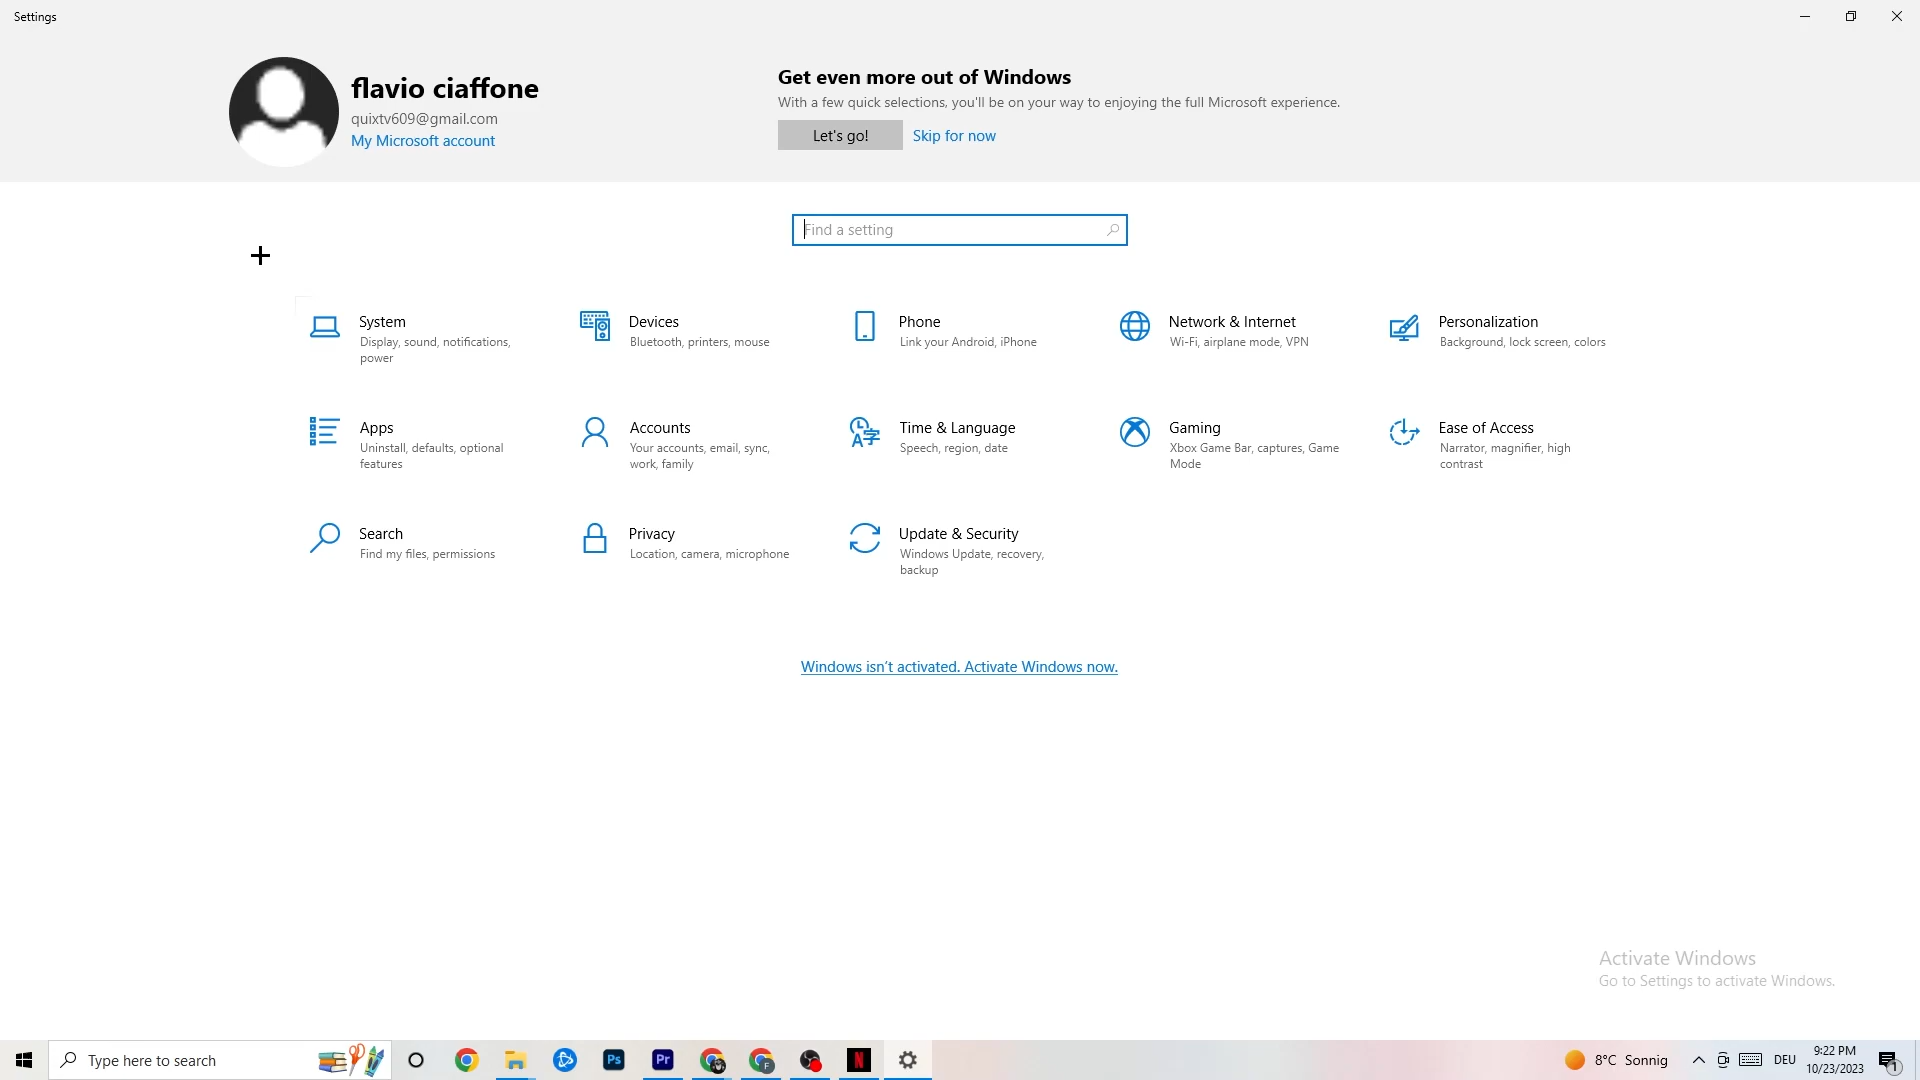 Settings
flavio ciaffone
quixtv609@gmail.com
My Microsoft account
Get even more out of Windows
With a few quick selections, you'll be on your way to enjoying the full Microsoft experience.
Let's go!
Skip for now
Find a setting
System
Display, sound, notifications,
power
Devices
Bluetooth, printers, mouse
Phone
Link your Android, iPhone
Network & Internet
Wi-Fi, airplane mode, VPN
Personalization
Background, lock screen, colors
Apps
Uninstall, defaults, optional
features
Accounts
Your accounts, email, sync,
work, family
Time & Language
Speech, region, date
Gaming
Xbox Game Bar, captures, Game
Mode
Ease of Access
Narrator, magnifier, high
contrast
Search
Find my files, permissions
Privacy
Location, camera, microphone
Update & Security
Windows Update, recovery,
backup
Windows isn't activated. Activate Windows now.
Activate Windows
Go to Settings to activate Windows.
Type here to search
Ps
Pr
F
N
8°C Sonnig
DEU
9:22 PM
10/23/2023
1